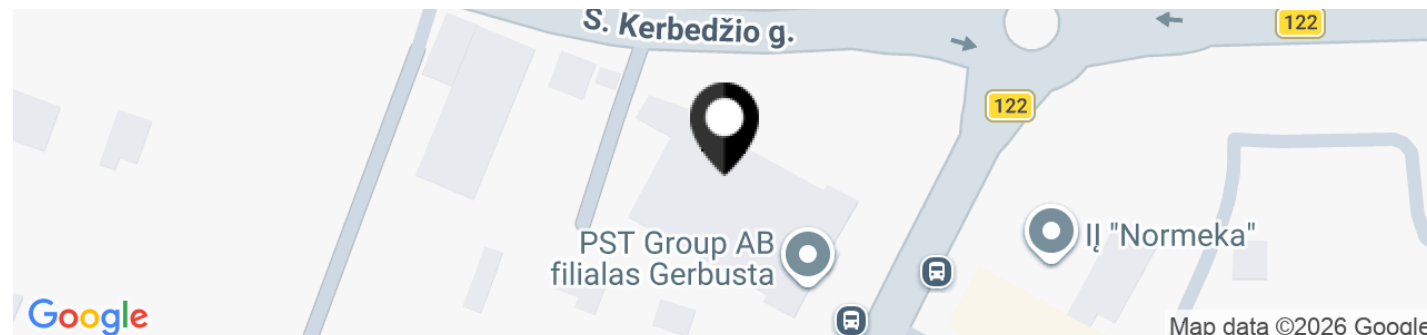 S. Kerbedžio g.
122
122
PST Group AB
filialas Gerbusta
IĮ "Normeka"
Google
Map data ©2026 Google